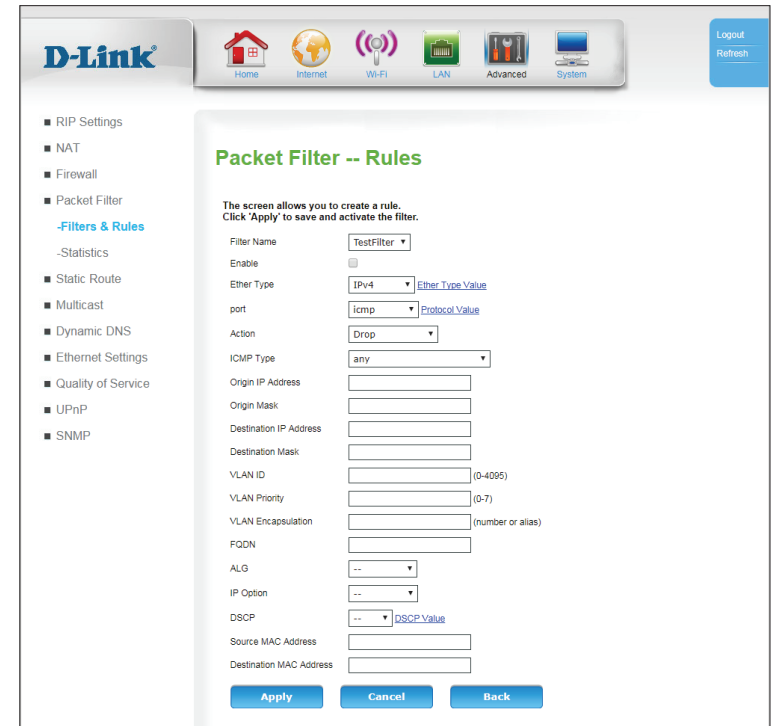 D-Link®
Home Internet Wi-Fi LAN Advanced System
Logout
Refresh
RIP Settings
NAT
Firewall
Packet Filter
-Filters & Rules
-Statistics
Static Route
Multicast
Dynamic DNS
Ethernet Settings
Quality of Service
UPnP
SNMP
Packet Filter -- Rules
The screen allows you to create a rule.
Click 'Apply' to save and activate the filter.
Filter Name TestFilter
Enable
Ether Type IPv4 Ether Type Value
port icmp Protocol Value
Action Drop
ICMP Type any
Origin IP Address
Origin Mask
Destination IP Address
Destination Mask
VLAN ID (0-4095)
VLAN Priority (0-7)
VLAN Encapsulation (number or alias)
FQDN
ALG --
IP Option --
DSCP -- DSCP Value
Source MAC Address
Destination MAC Address
Apply Cancel Back